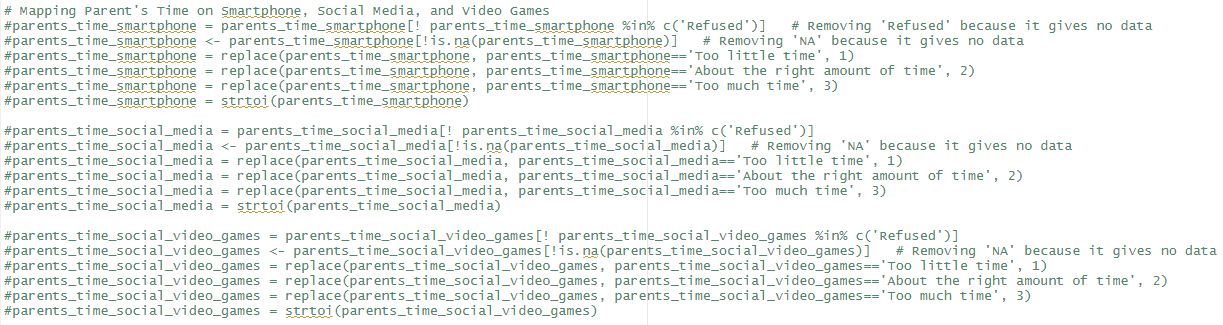 # Mapping Parent's Time on Smartphone, Social Media, and Video Games
#parents_time_smartphone = parents_time_smartphone[! parents_time_smartphone %in% c('Refused')]   # Removing 'Refused' because it gives no data
#parents_time_smartphone <- parents_time_smartphone[!is.na(parents_time_smartphone)]   # Removing 'NA' because it gives no data
#parents_time_smartphone = replace(parents_time_smartphone, parents_time_smartphone=='Too little time', 1)
#parents_time_smartphone = replace(parents_time_smartphone, parents_time_smartphone=='About the right amount of time', 2)
#parents_time_smartphone = replace(parents_time_smartphone, parents_time_smartphone=='Too much time', 3)
#parents_time_smartphone = strtoi(parents_time_smartphone)

#parents_time_social_media = parents_time_social_media[! parents_time_social_media %in% c('Refused')]
#parents_time_social_media <- parents_time_social_media[!is.na(parents_time_social_media)]   # Removing 'NA' because it gives no data
#parents_time_social_media = replace(parents_time_social_media, parents_time_social_media=='Too little time', 1)
#parents_time_social_media = replace(parents_time_social_media, parents_time_social_media=='About the right amount of time', 2)
#parents_time_social_media = replace(parents_time_social_media, parents_time_social_media=='Too much time', 3)
#parents_time_social_media = strtoi(parents_time_social_media)

#parents_time_social_video_games = parents_time_social_video_games[! parents_time_social_video_games %in% c('Refused')]
#parents_time_social_video_games <- parents_time_social_video_games[!is.na(parents_time_social_video_games)]   # Removing 'NA' because it gives no data
#parents_time_social_video_games = replace(parents_time_social_video_games, parents_time_social_video_games=='Too little time', 1)
#parents_time_social_video_games = replace(parents_time_social_video_games, parents_time_social_video_games=='About the right amount of time', 2)
#parents_time_social_video_games = replace(parents_time_social_video_games, parents_time_social_video_games=='Too much time', 3)
#parents_time_social_video_games = strtoi(parents_time_social_video_games)